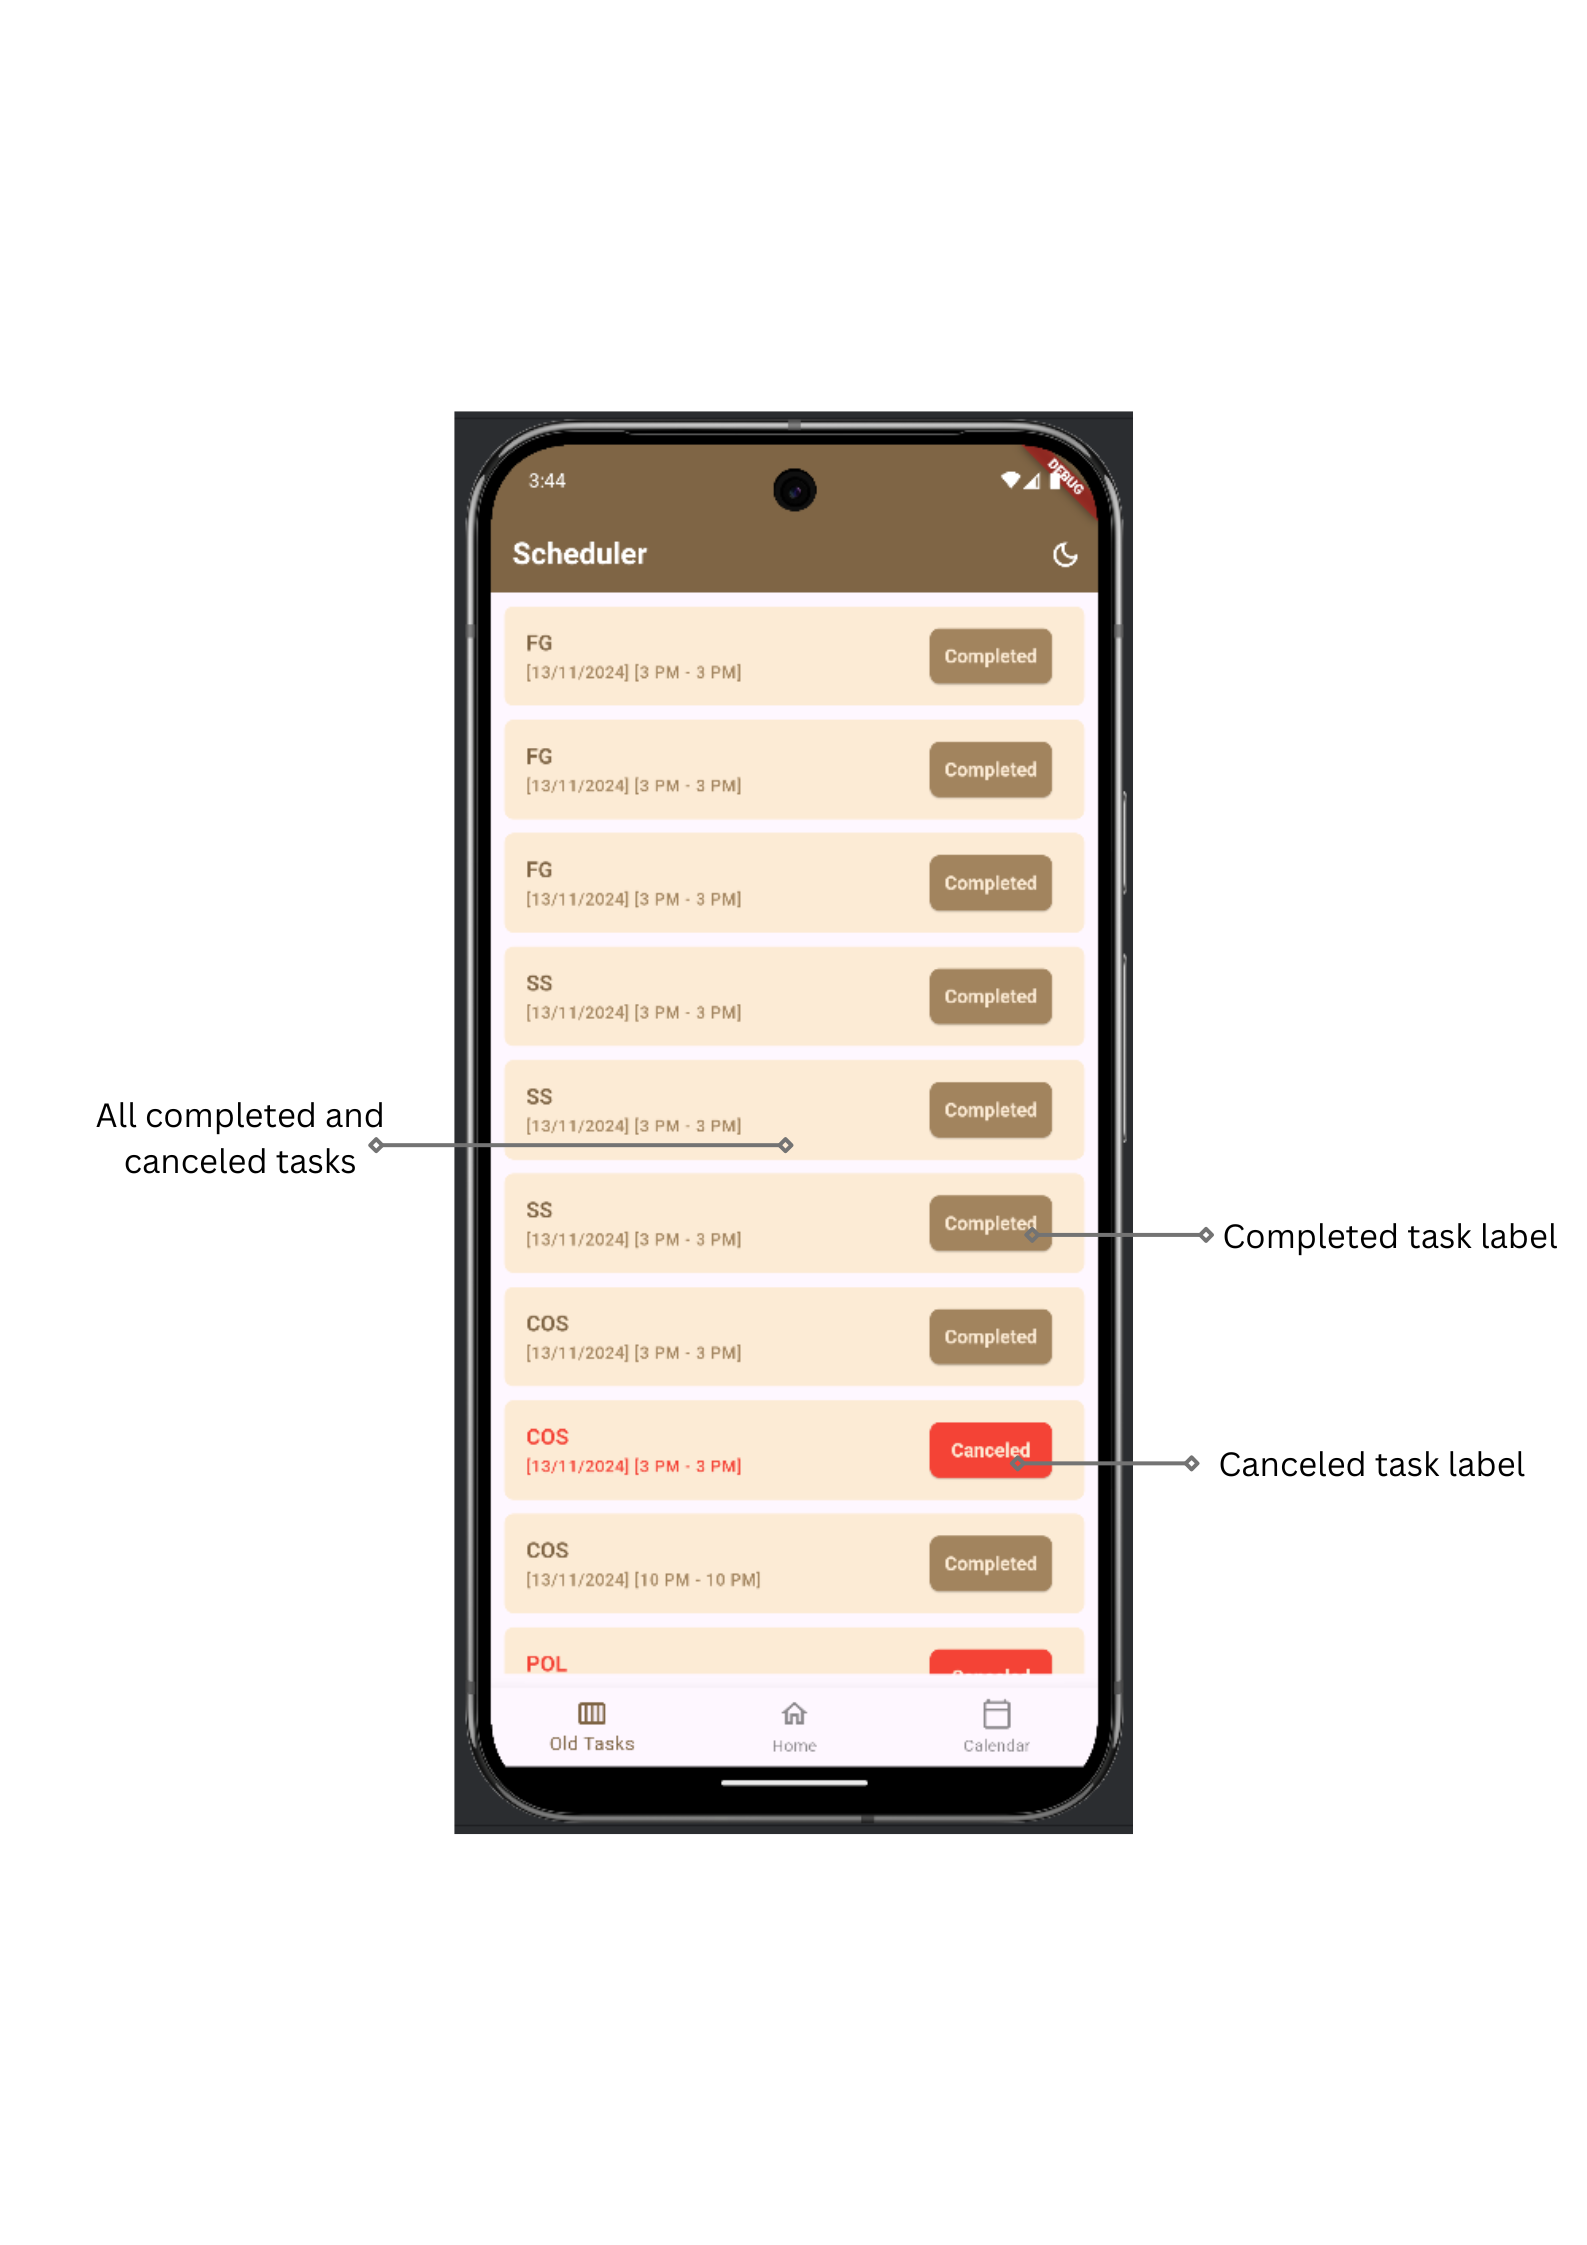 3:44
DEBUG
Scheduler
FG
[13/11/2024] [3 PM - 3 PM]
Completed
FG
[13/11/2024] [3 PM - 3 PM]
Completed
FG
[13/11/2024] [3 PM - 3 PM]
Completed
SS
[13/11/2024] [3 PM - 3 PM]
Completed
SS
[13/11/2024] [3 PM - 3 PM]
Completed
All completed and
canceled tasks
SS
[13/11/2024] [3 PM - 3 PM]
Completed
Completed task label
COS
[13/11/2024] [3 PM - 3 PM]
Completed
COS
[13/11/2024] [3 PM - 3 PM]
Canceled
Canceled task label
COS
[13/11/2024] [10 PM - 10 PM]
Completed
POL
Canceled
Old Tasks
Home
Calendar